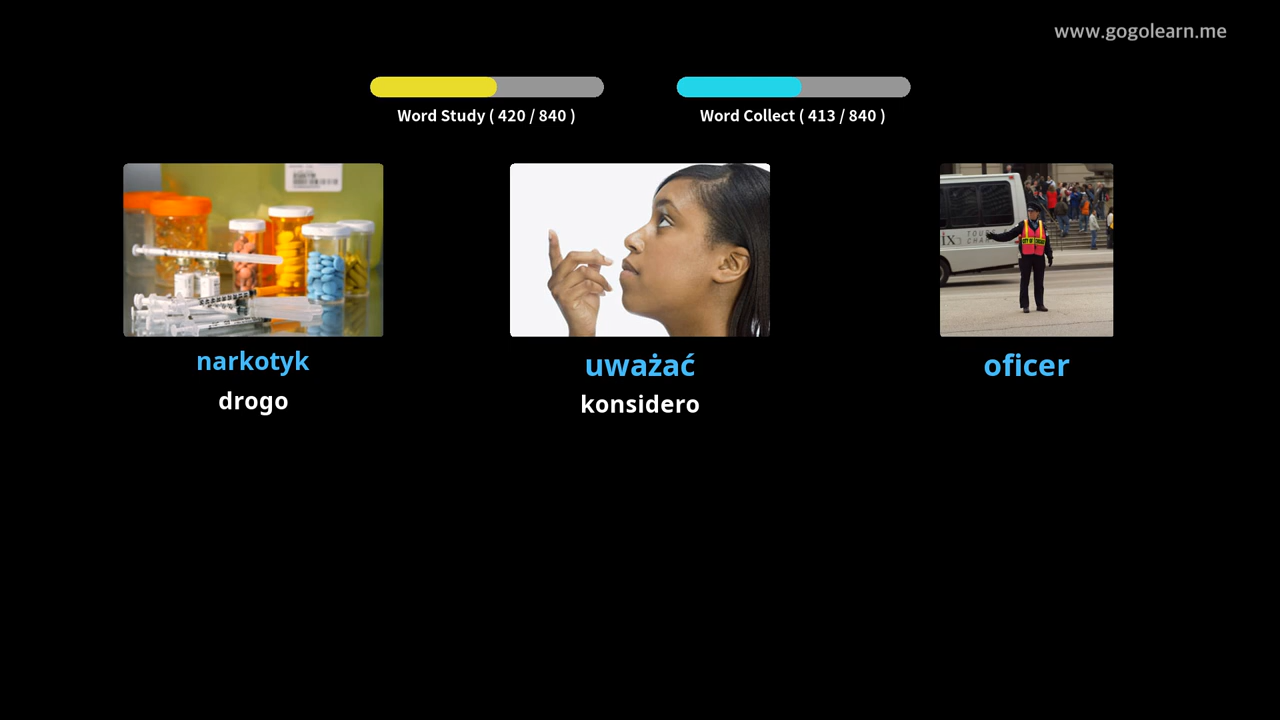 www.gogolearn.me
Word Study ( 420 / 840 )
Word Collect ( 413 / 840 )
narkotyk
drogo
uważać
konsidero
oficer